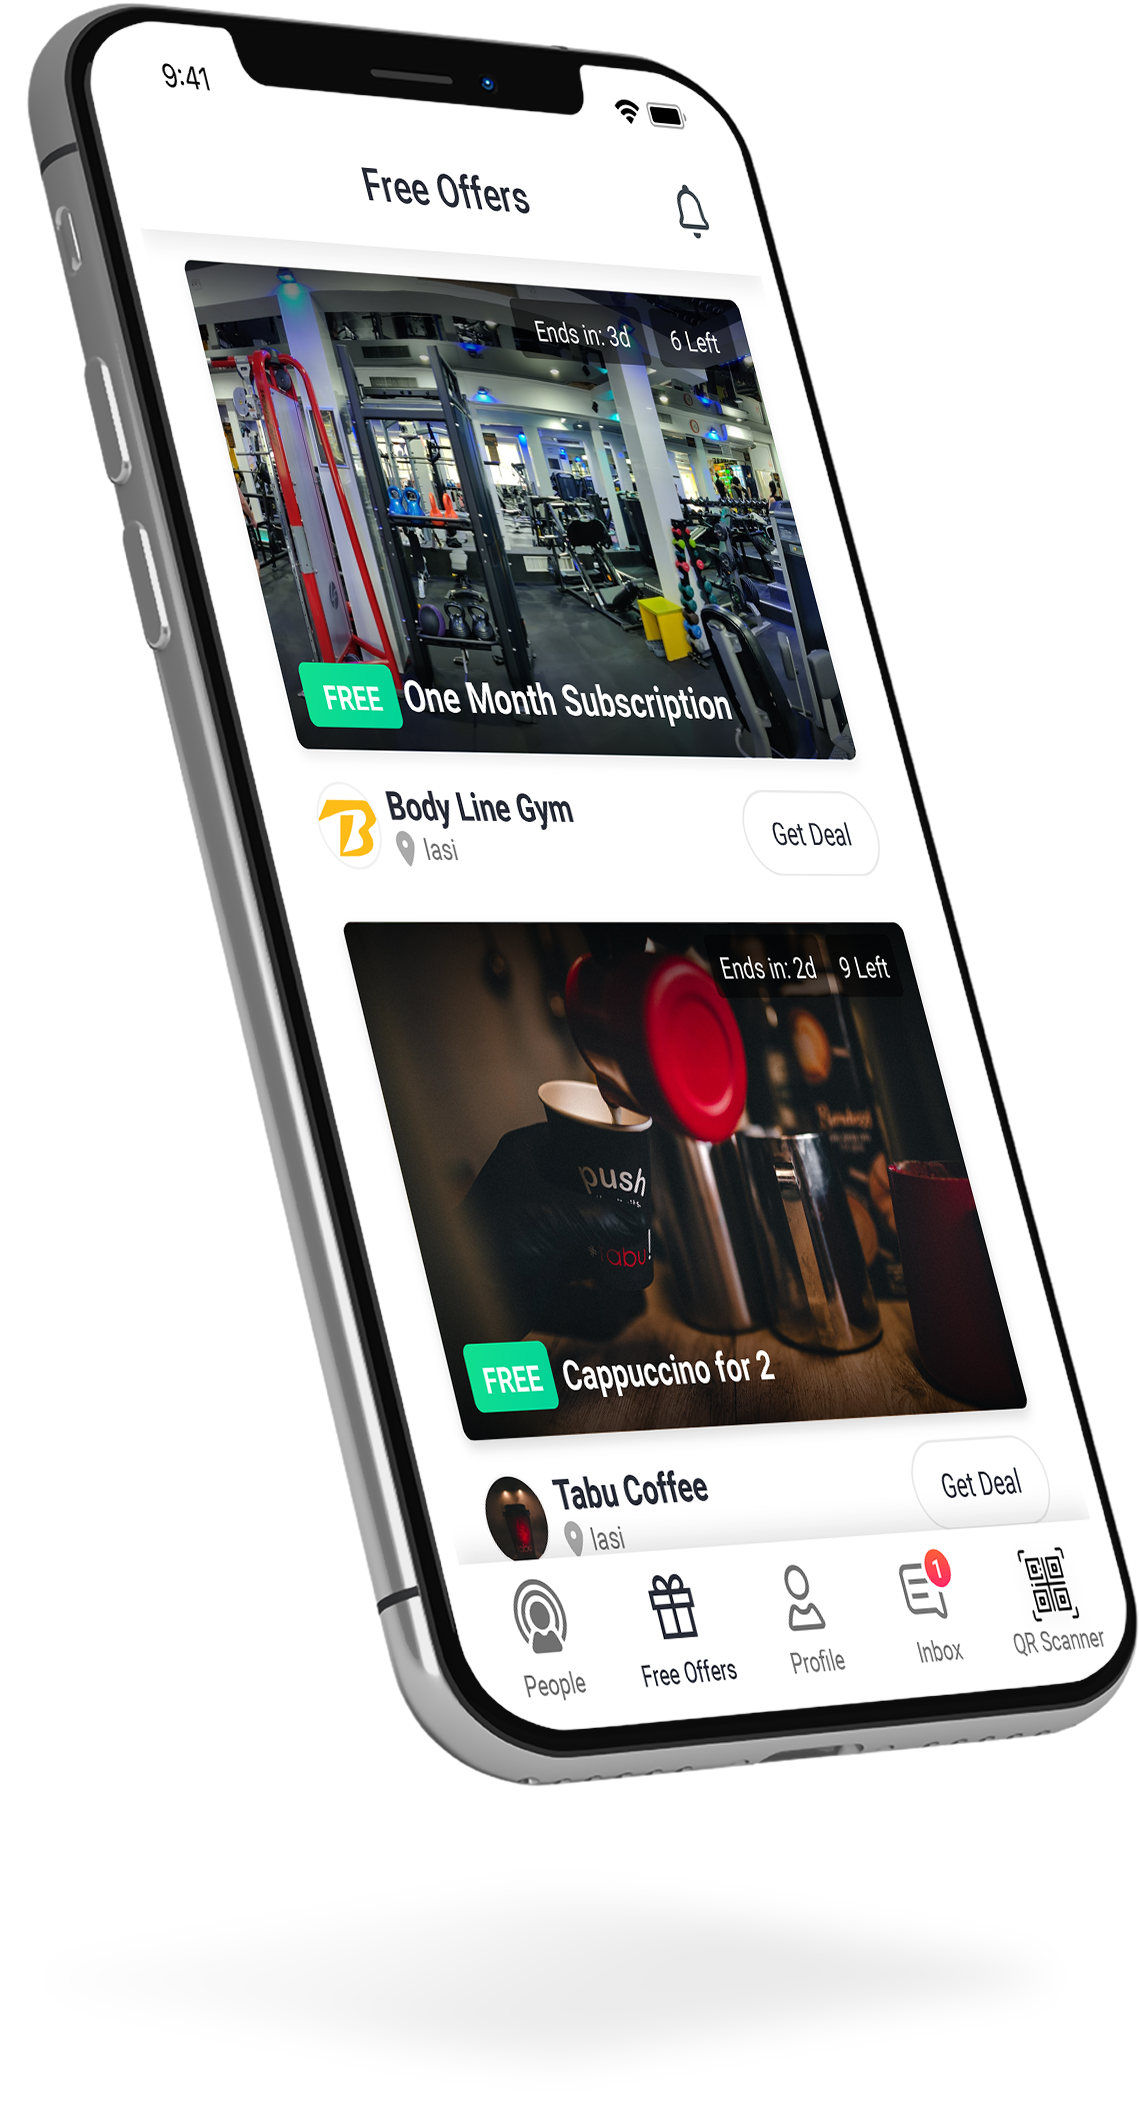 9:41
Free Offers
Ends in: 3d
6 Left
FREE
One Month Subscription
Body Line Gym
Iasi
Get Deal
Ends in: 2d
9 Left
push
Tabu!
FREE
Cappuccino for 2
Tabu Coffee
Iasi
Get Deal
1
People
Free Offers
Profile
Inbox
QR Scanner